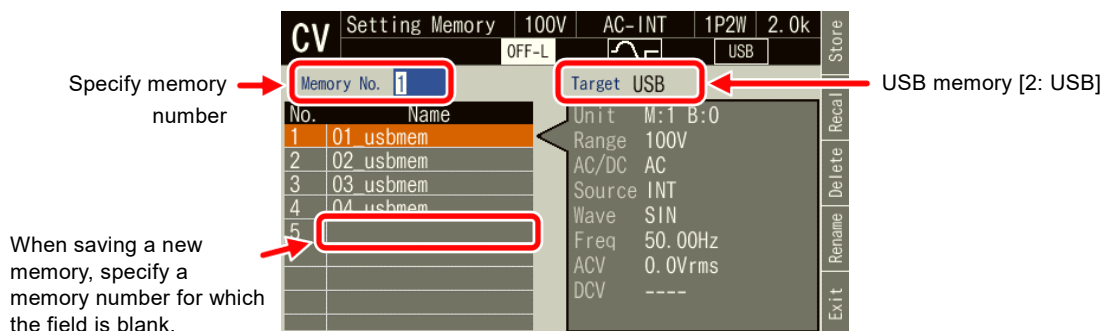 CV Setting Memory 100V AC-INT 1P2W 2.0k
OFF-L USB
Store
Recal
Delete
Rename
Exit
Specify memory
number
Memory No. 1
Target USB
USB memory [2: USB]
No. Name
1 01_usbmem
2 02_usbmem
3 03_usbmem
4 04_usbmem
5
Unit M:1 B:0
Range 100V
AC/DC AC
Source INT
Wave SIN
Freq 50.00Hz
ACV 0.0Vrms
DCV ----
When saving a new
memory, specify a
memory number for which
the field is blank.